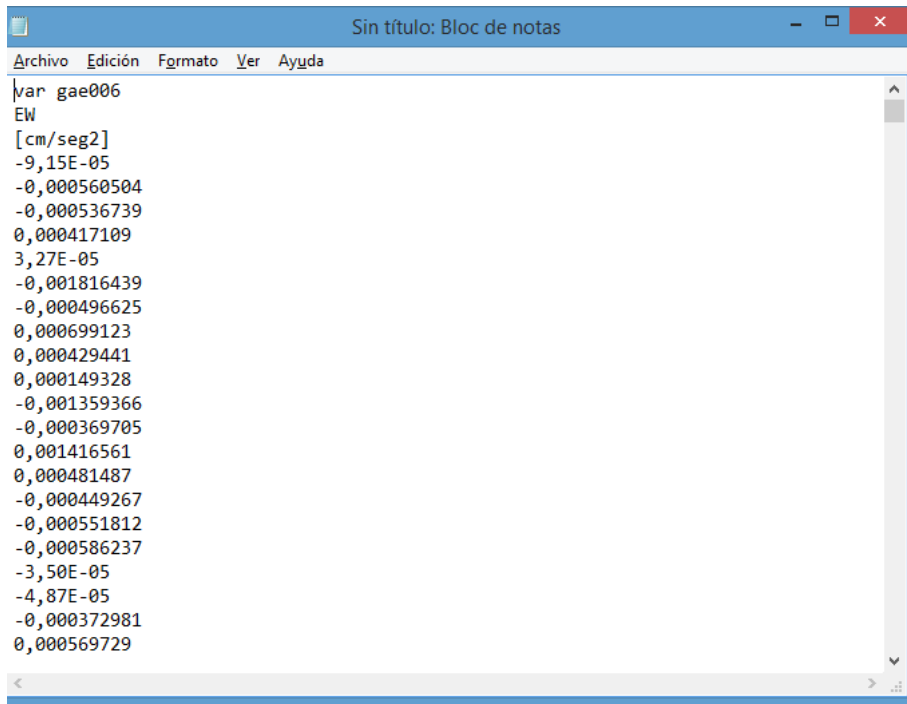 Sin título: Bloc de notas
Archivo Edición Formato Ver Ayuda
var gae006
EW
[cm/seg2]
-9,15E-05
-0,000560504
-0,000536739
0,000417109
3,27E-05
-0,001816439
-0,000496625
0,000699123
0,000429441
0,000149328
-0,001359366
-0,000369705
0,001416561
0,000481487
-0,000449267
-0,000551812
-0,000586237
-3,50E-05
-4,87E-05
-0,000372981
0,000569729